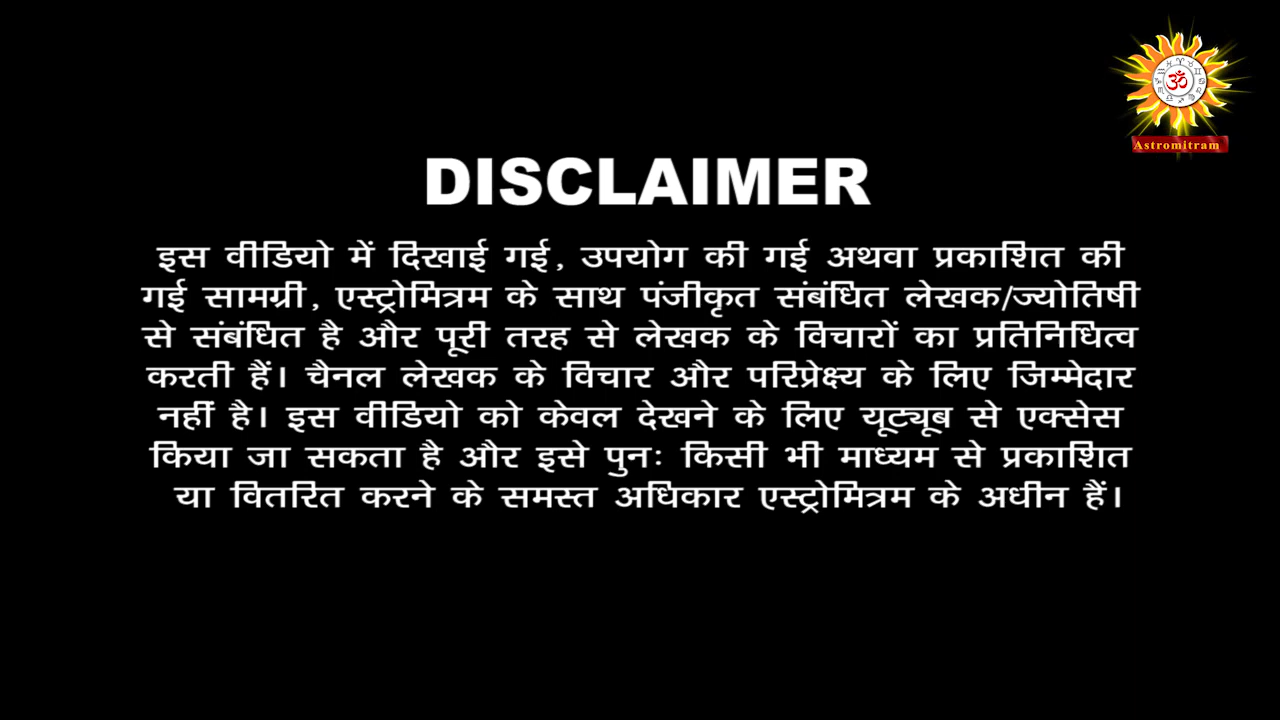 Astromitram
DISCLAIMER
इस वीडियो में दिखाई गई, उपयोग की गई अथवा प्रकाशित की
गई सामग्री, एस्ट्रोमित्रम के साथ पंजीकृत संबंधित लेखक/ज्योतिषी
से संबंधित है और पूरी तरह से लेखक के विचारों का प्रतिनिधित्व
करती हैं। चैनल लेखक के विचार और परिप्रेक्ष्य के लिए जिम्मेदार
नहीं है। इस वीडियो को केवल देखने के लिए यूट्यूब से एक्सेस
किया जा सकता है और इसे पुनः किसी भी माध्यम से प्रकाशित
या वितरित करने के समस्त अधिकार एस्ट्रोमित्रम के अधीन हैं।